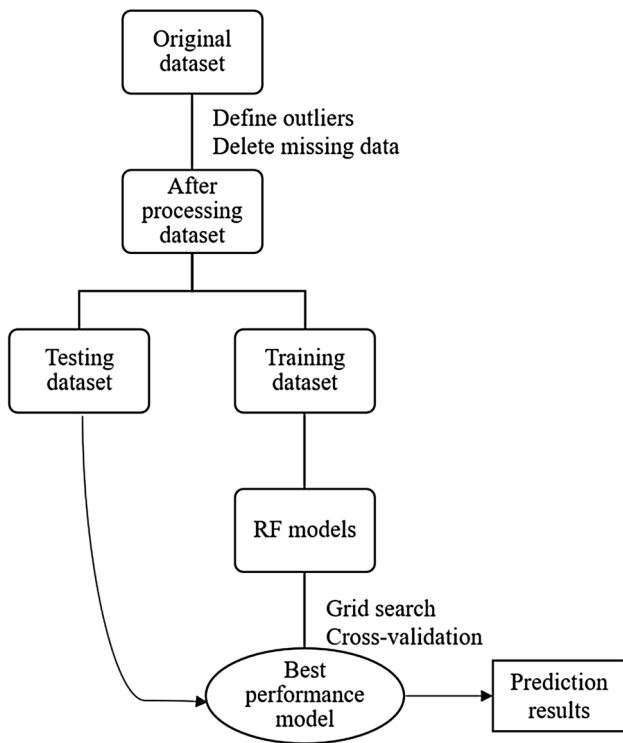 Original
dataset
Define outliers
Delete missing data
After
processing
dataset
Testing
dataset
Training
dataset
RF models
Grid search
Cross-validation
Best
performance
model
Prediction
results